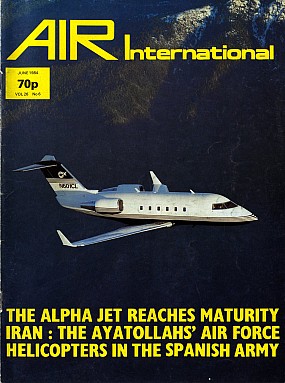 AIR International
JUNE 1984
70p
VOL 26 No 6
N601CL
THE ALPHA JET REACHES MATURITY
IRAN : THE AYATOLLAHS' AIR FORCE
HELICOPTERS IN THE SPANISH ARMY